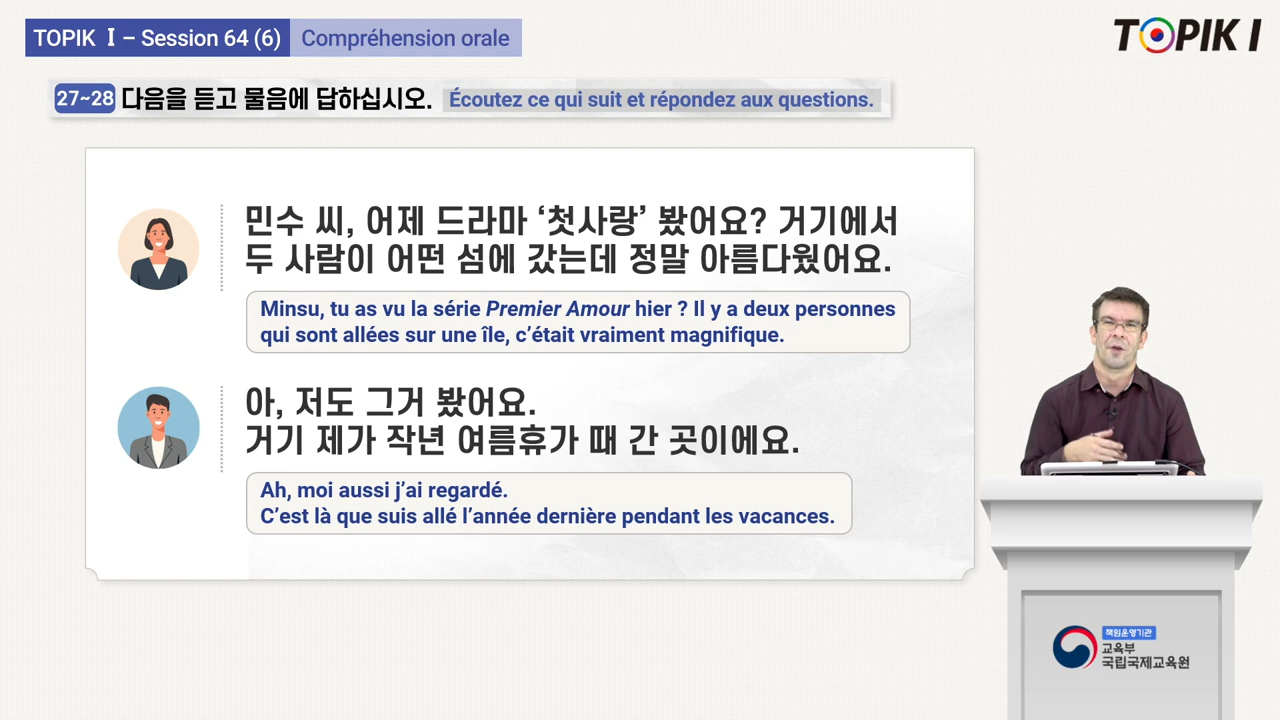 TOPIK Ⅰ – Session 64 (6) Compréhension orale
TOPIK I
27~28 다음을 듣고 물음에 답하십시오. Écoutez ce qui suit et répondez aux questions.
민수 씨, 어제 드라마 ‘첫사랑’ 봤어요? 거기에서
두 사람이 어떤 섬에 갔는데 정말 아름다웠어요.
Minsu, tu as vu la série Premier Amour hier ? Il y a deux personnes
qui sont allées sur une île, c’était vraiment magnifique.
아, 저도 그거 봤어요.
거기 제가 작년 여름휴가 때 간 곳이에요.
Ah, moi aussi j’ai regardé.
C’est là que suis allé l’année dernière pendant les vacances.
책임운영기관
교육부
국립국제교육원